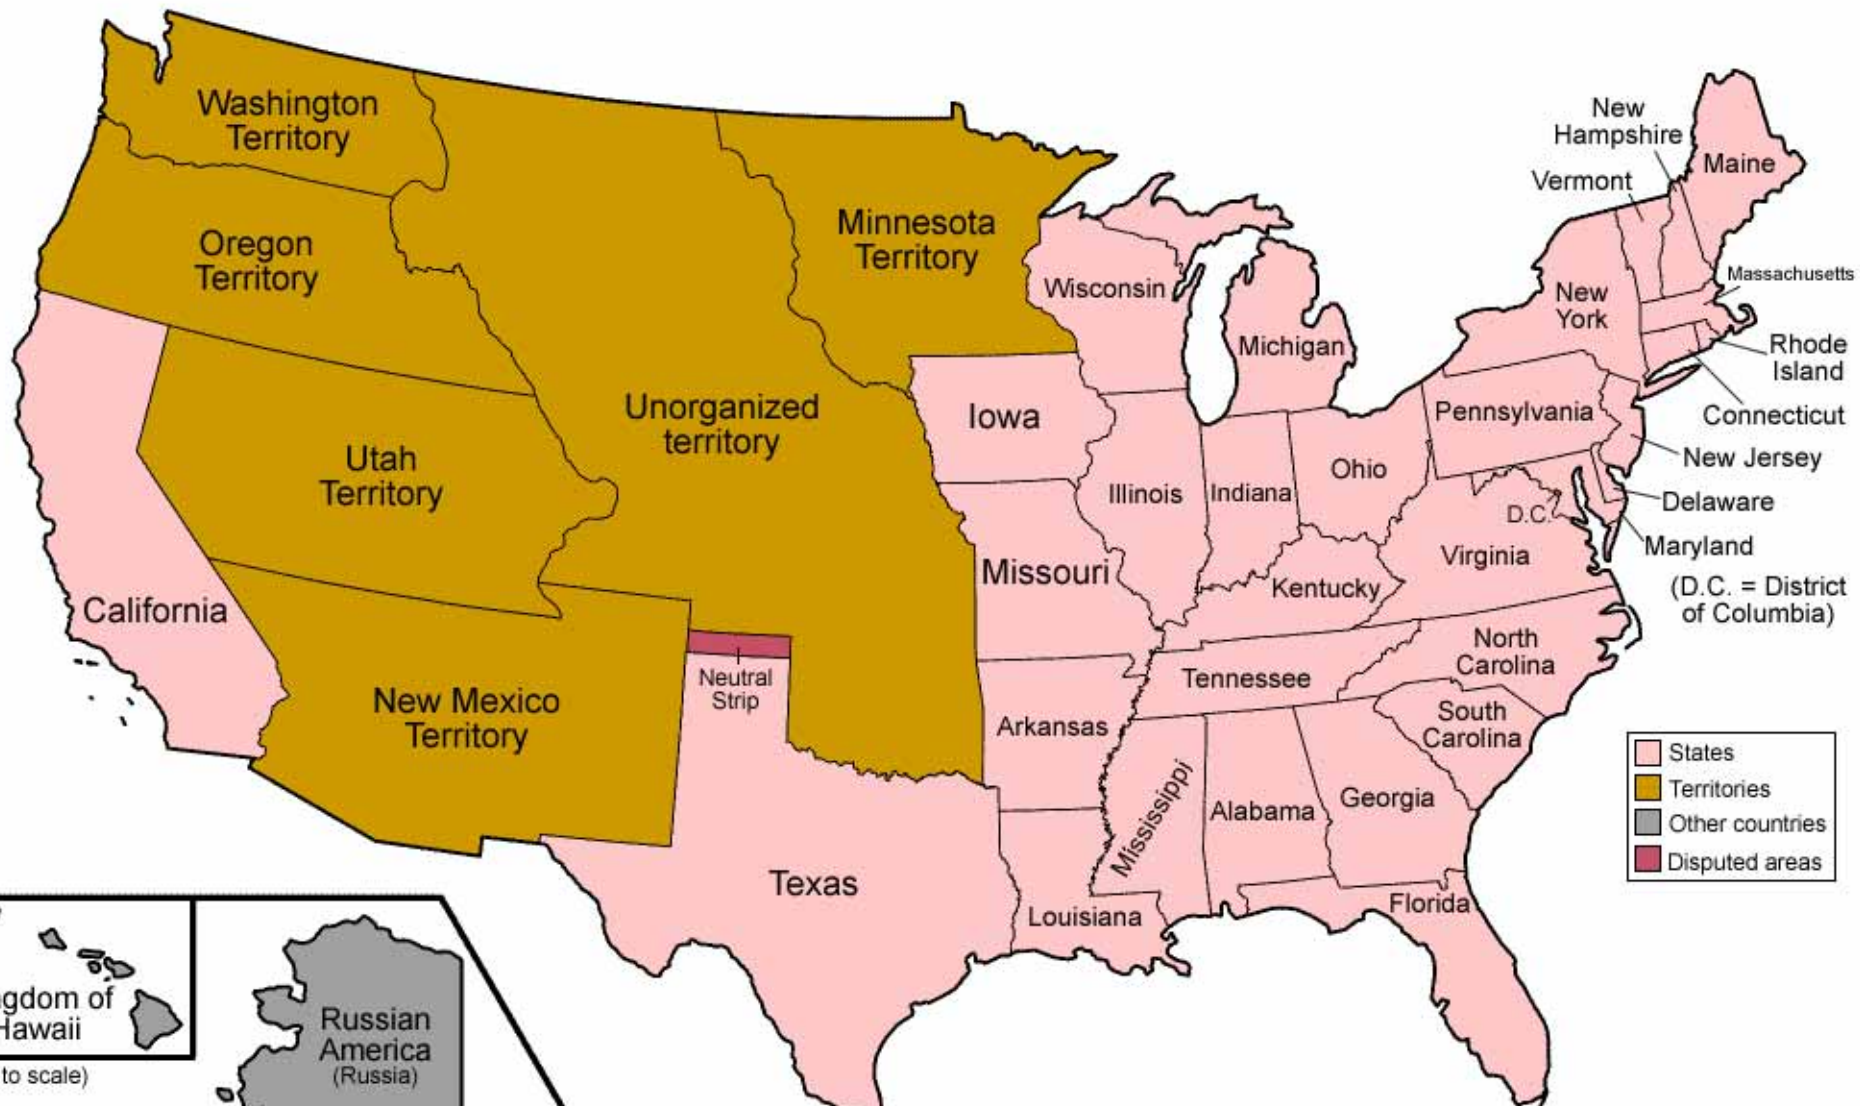 Washington
Territory
Oregon
Territory
Minnesota
Territory
Unorganized
territory
Utah
Territory
New Mexico
Territory
California
Neutral
Strip
Texas
Wisconsin
Michigan
Iowa
Illinois
Indiana
Ohio
Missouri
Kentucky
Arkansas
Tennessee
Mississippi
Alabama
Georgia
Louisiana
Florida
South
Carolina
North
Carolina
Virginia
D.C.
Pennsylvania
New
York
Vermont
New
Hampshire
Maine
Massachusetts
Rhode
Island
Connecticut
New Jersey
Delaware
Maryland
(D.C. = District
of Columbia)
States
Territories
Other countries
Disputed areas
of
Hawaii
to scale)
Russian
America
(Russia)